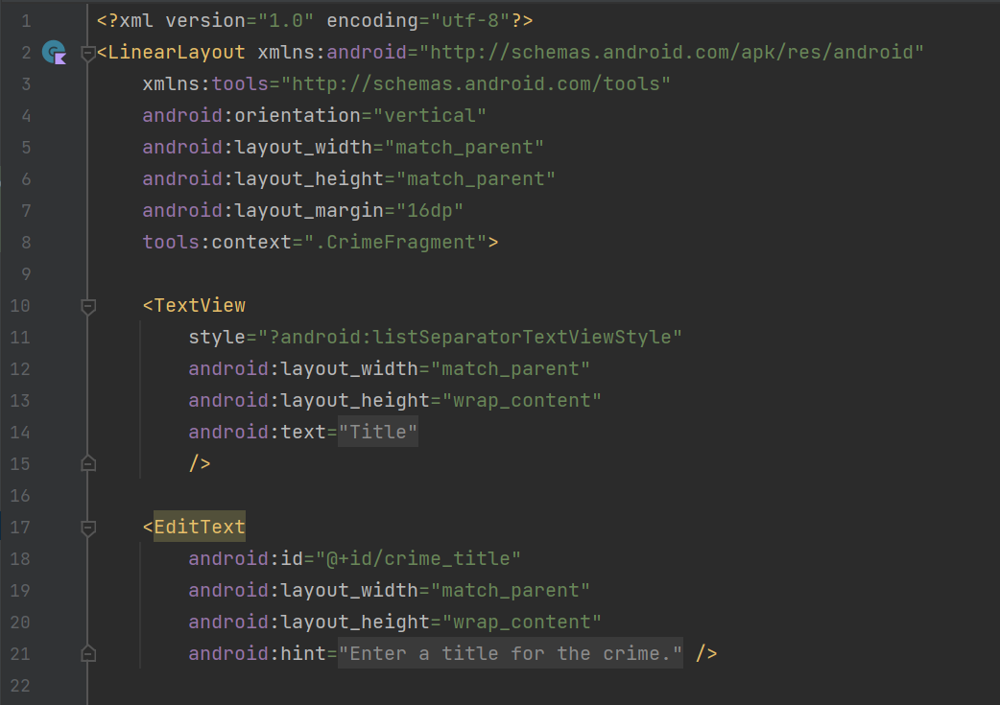 1 <?xml version="1.0" encoding="utf-8"?>
2 <LinearLayout xmlns:android="http://schemas.android.com/apk/res/android"
3     xmlns:tools="http://schemas.android.com/tools"
4     android:orientation="vertical"
5     android:layout_width="match_parent"
6     android:layout_height="match_parent"
7     android:layout_margin="16dp"
8     tools:context=".CrimeFragment">
9
10     <TextView
11         style="?android:listSeparatorTextViewStyle"
12         android:layout_width="match_parent"
13         android:layout_height="wrap_content"
14         android:text="Title"
15         />
16
17     <EditText
18         android:id="@+id/crime_title"
19         android:layout_width="match_parent"
20         android:layout_height="wrap_content"
21         android:hint="Enter a title for the crime." />
22